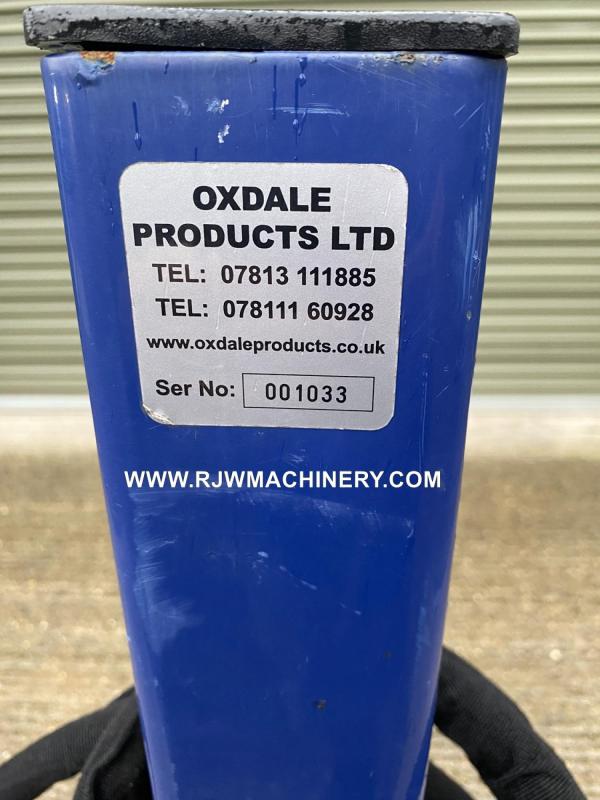 OXDALE
PRODUCTS LTD
TEL: 07813 111885
TEL: 078111 60928
www.oxdaleproducts.co.uk
Ser No: 001033
WWW.RJWMACHINERY.COM